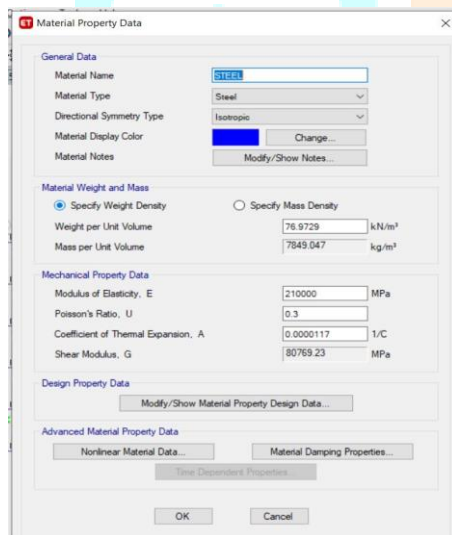 ET Material Property Data
General Data
Material Name STEEL
Material Type Steel
Directional Symmetry Type Isotropic
Material Display Color Change...
Material Notes Modify/Show Notes...
Material Weight and Mass
Specify Weight Density Specify Mass Density
Weight per Unit Volume 76.9729 kN/m³
Mass per Unit Volume 7849.047 kg/m³
Mechanical Property Data
Modulus of Elasticity, E 210000 MPa
Poisson's Ratio, U 0.3
Coefficient of Thermal Expansion, A 0.0000117 1/C
Shear Modulus, G 80769.23 MPa
Design Property Data
Modify/Show Material Property Design Data...
Advanced Material Property Data
Nonlinear Material Data... Material Damping Properties...
Time Dependent Properties...
OK Cancel